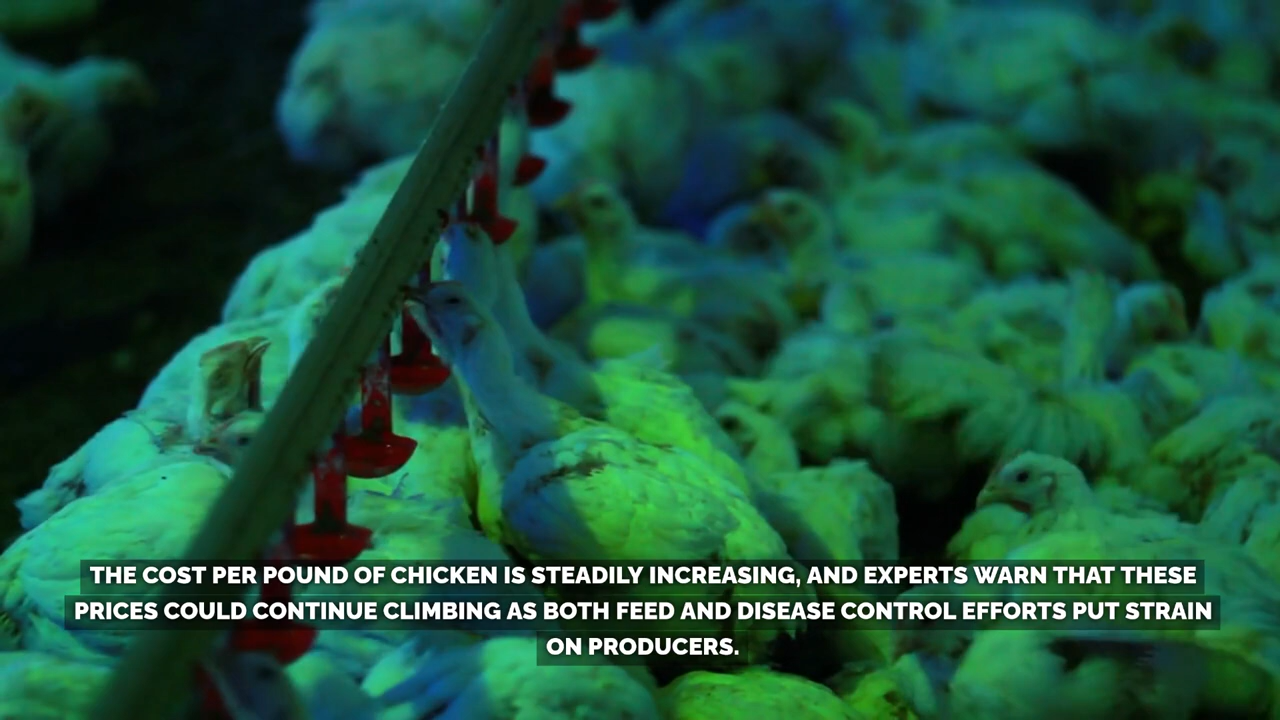 THE COST PER POUND OF CHICKEN IS STEADILY INCREASING, AND EXPERTS WARN THAT THESE
PRICES COULD CONTINUE CLIMBING AS BOTH FEED AND DISEASE CONTROL EFFORTS PUT STRAIN
ON PRODUCERS.